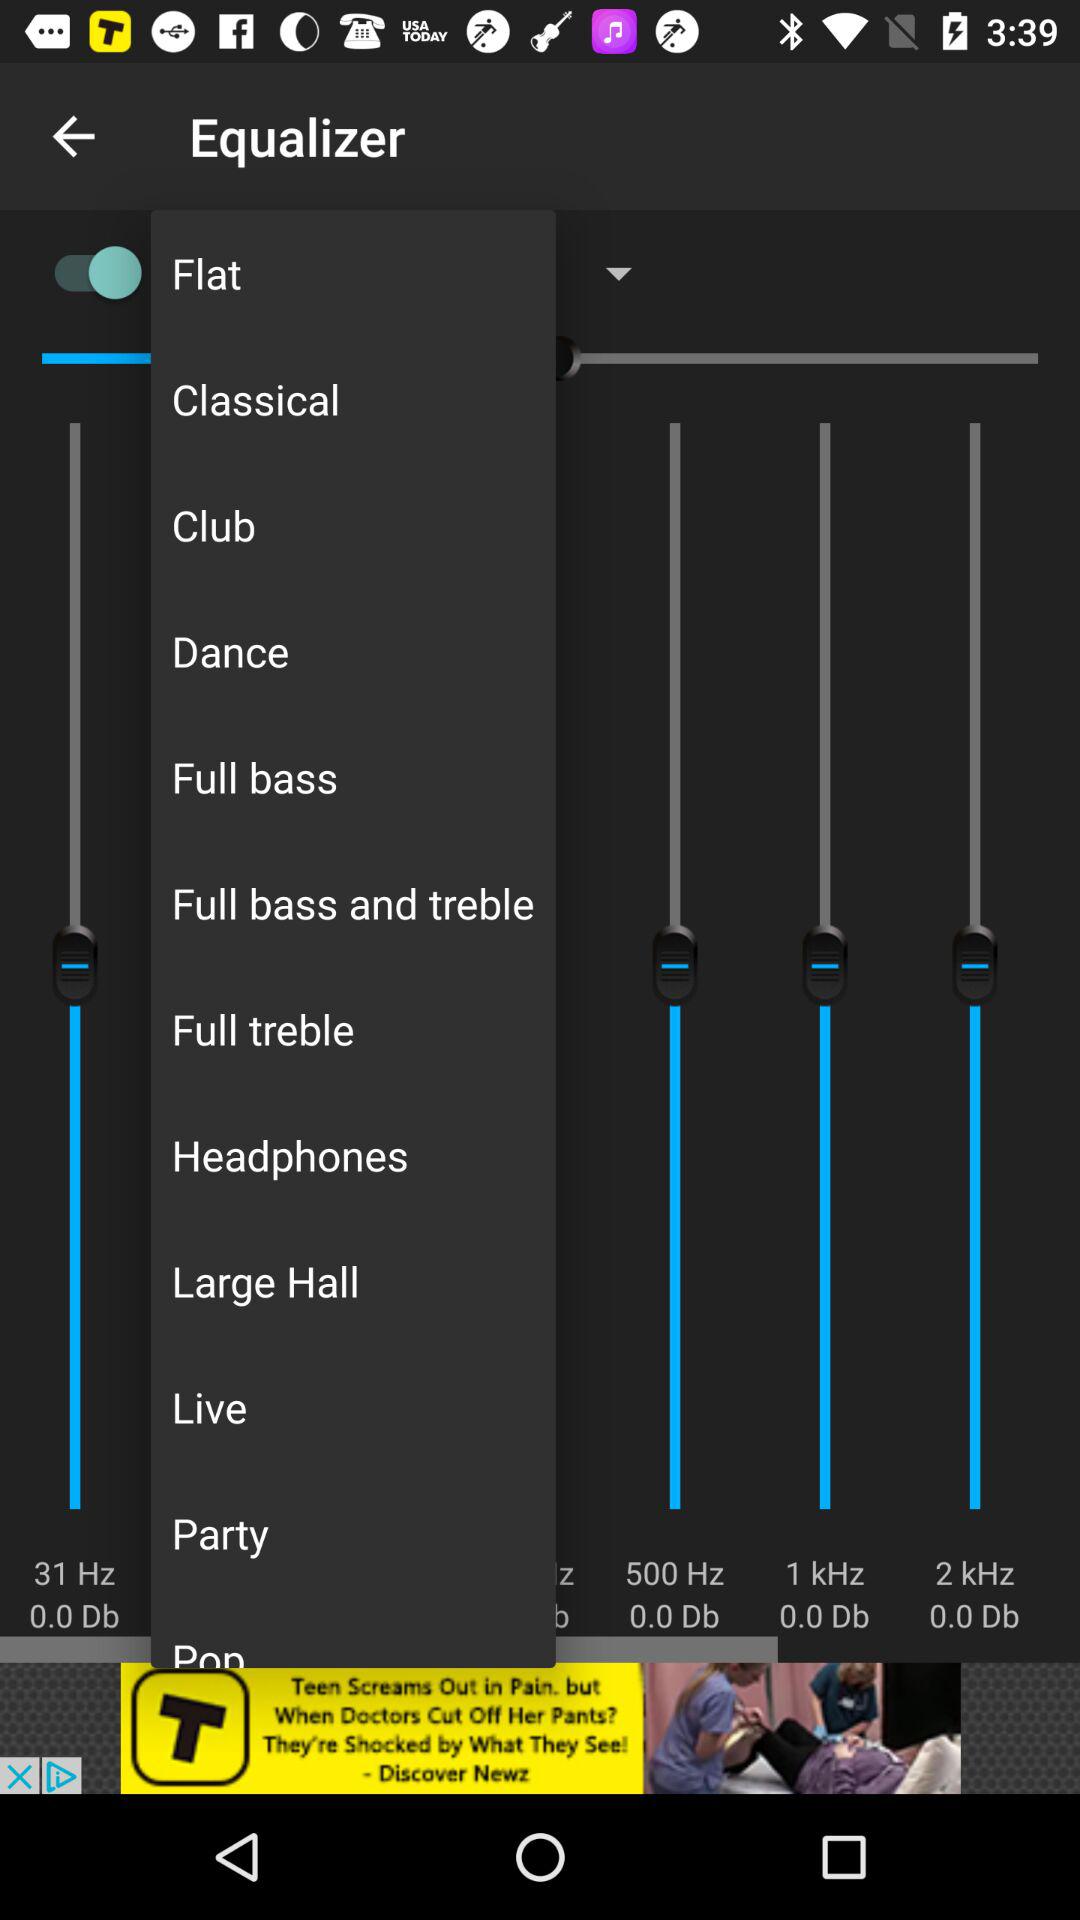 USA
TODAY
3:39
Equalizer
Flat
Classical
Club
Dance
Full bass
Full bass and treble
Full treble
Headphones
Large Hall
Live
Party
Pop
31 Hz
0.0 Db
500 Hz
0.0 Db
1 kHz
0.0 Db
2 kHz
0.0 Db
Teen Screams Out in Pain. but
When Doctors Cut Off Her Pants?
They're Shocked by What They See!
- Discover Newz